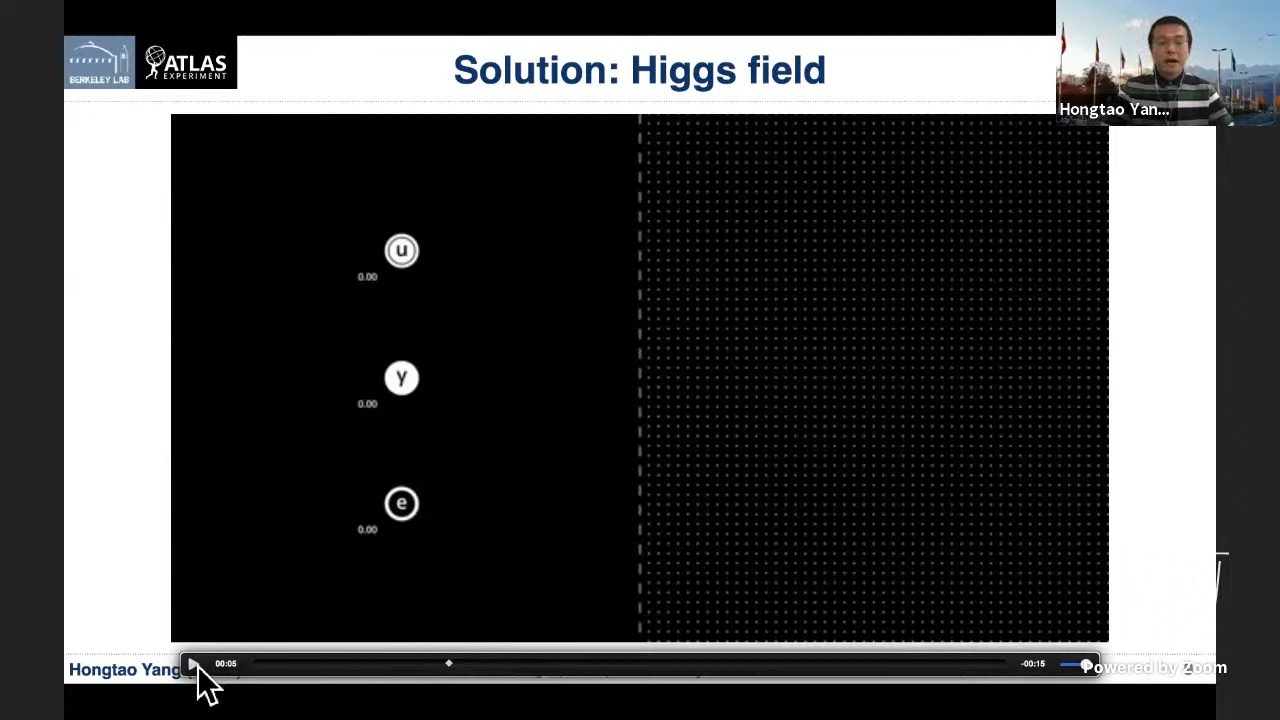 BERKELEY LAB
ATLAS
EXPERIMENT
Solution: Higgs field
Hongtao Yan...
u
0.00
γ
0.00
e
0.00
Hongtao Yang
00:05
-00:15
Powered by Zoom